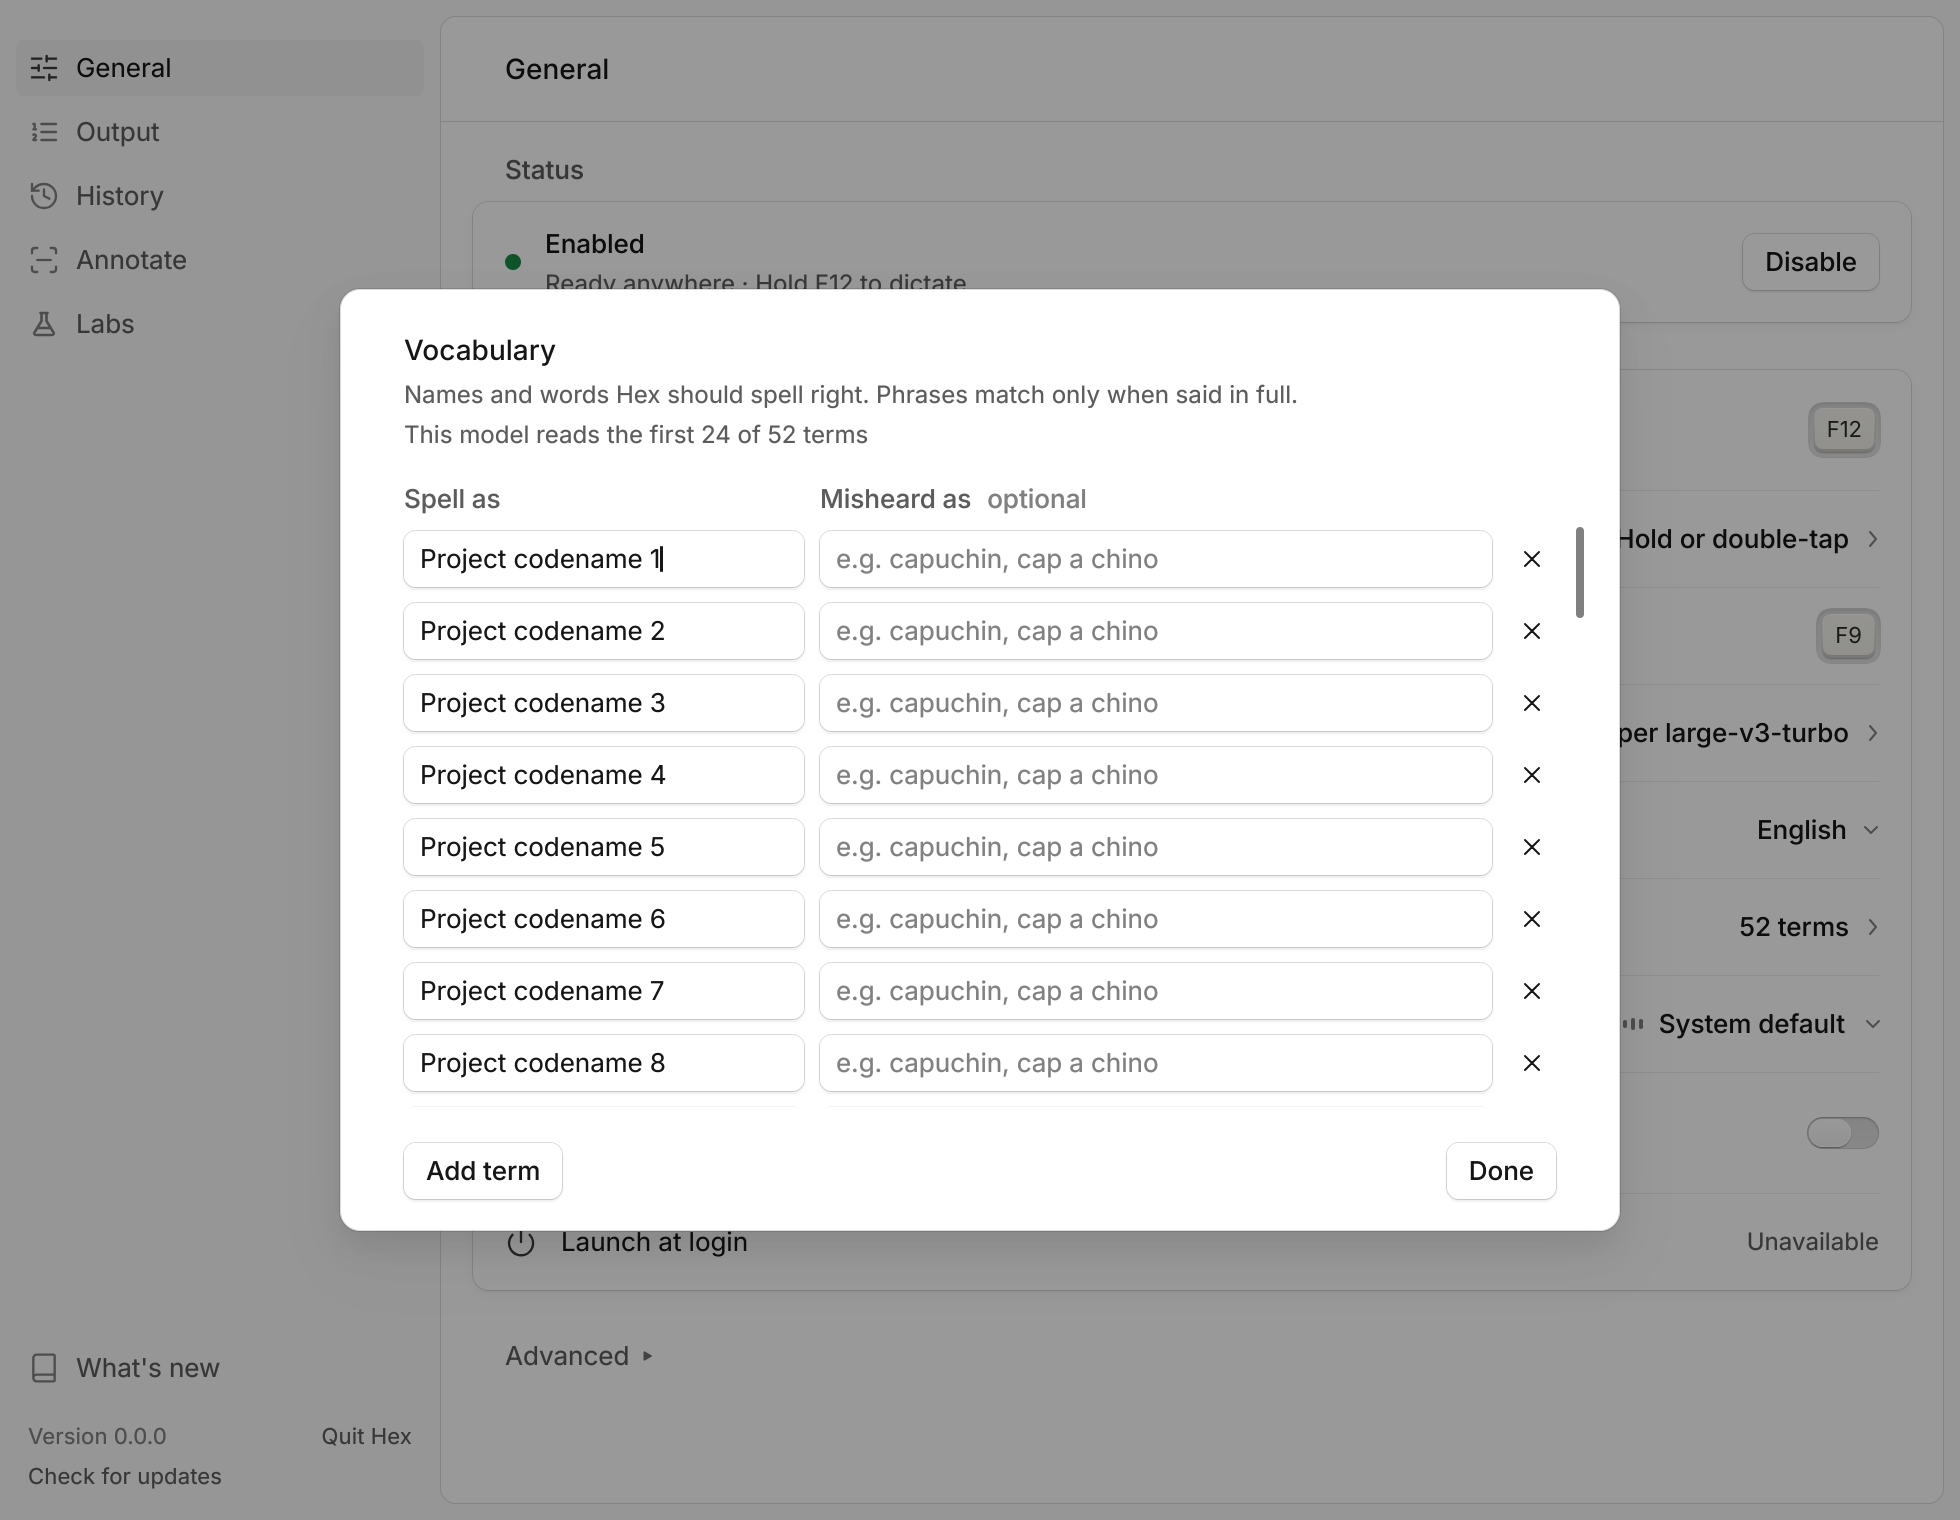 General
Output
History
Annotate
Labs
What's new
Version 0.0.0
Quit Hex
Check for updates
General
Status
Enabled
Ready anywhere · Hold F12 to dictate
Disable
Vocabulary
Names and words Hex should spell right. Phrases match only when said in full.
This model reads the first 24 of 52 terms
Spell as
Misheard as optional
Project codename 1
e.g. capuchin, cap a chino
Project codename 2
e.g. capuchin, cap a chino
Project codename 3
e.g. capuchin, cap a chino
Project codename 4
e.g. capuchin, cap a chino
Project codename 5
e.g. capuchin, cap a chino
Project codename 6
e.g. capuchin, cap a chino
Project codename 7
e.g. capuchin, cap a chino
Project codename 8
e.g. capuchin, cap a chino
Add term
Done
F12
Hold or double-tap
F9
per large-v3-turbo
English
52 terms
System default
Launch at login
Unavailable
Advanced